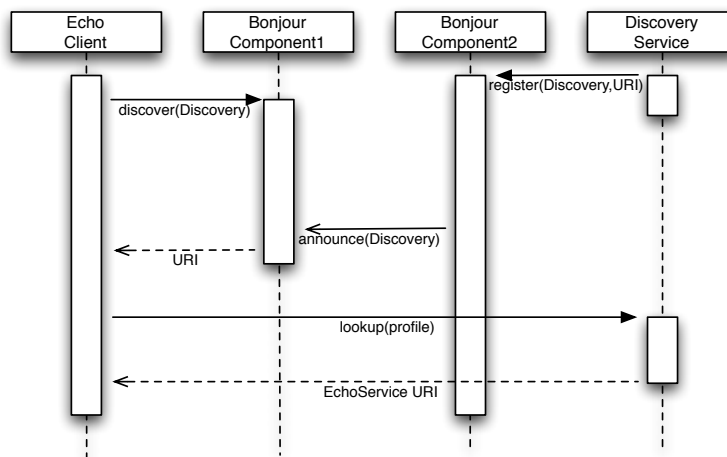 Echo
Client
Bonjour
Component1
Bonjour
Component2
Discovery
Service
register(Discovery,URI)
discover(Discovery)
announce(Discovery)
URI
lookup(profile)
EchoService URI